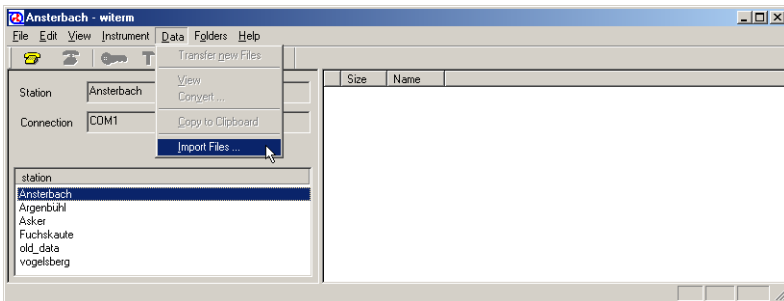 Ansterbach - witerm
File Edit View Instrument Data Folders Help
Transfer new Files
View
Convert ...
Copy to Clipboard
Import Files ...
Station Ansterbach
Connection COM1
Size Name
station
Ansterbach
Argenbühl
Asker
Fuchskaute
old_data
vogelsberg